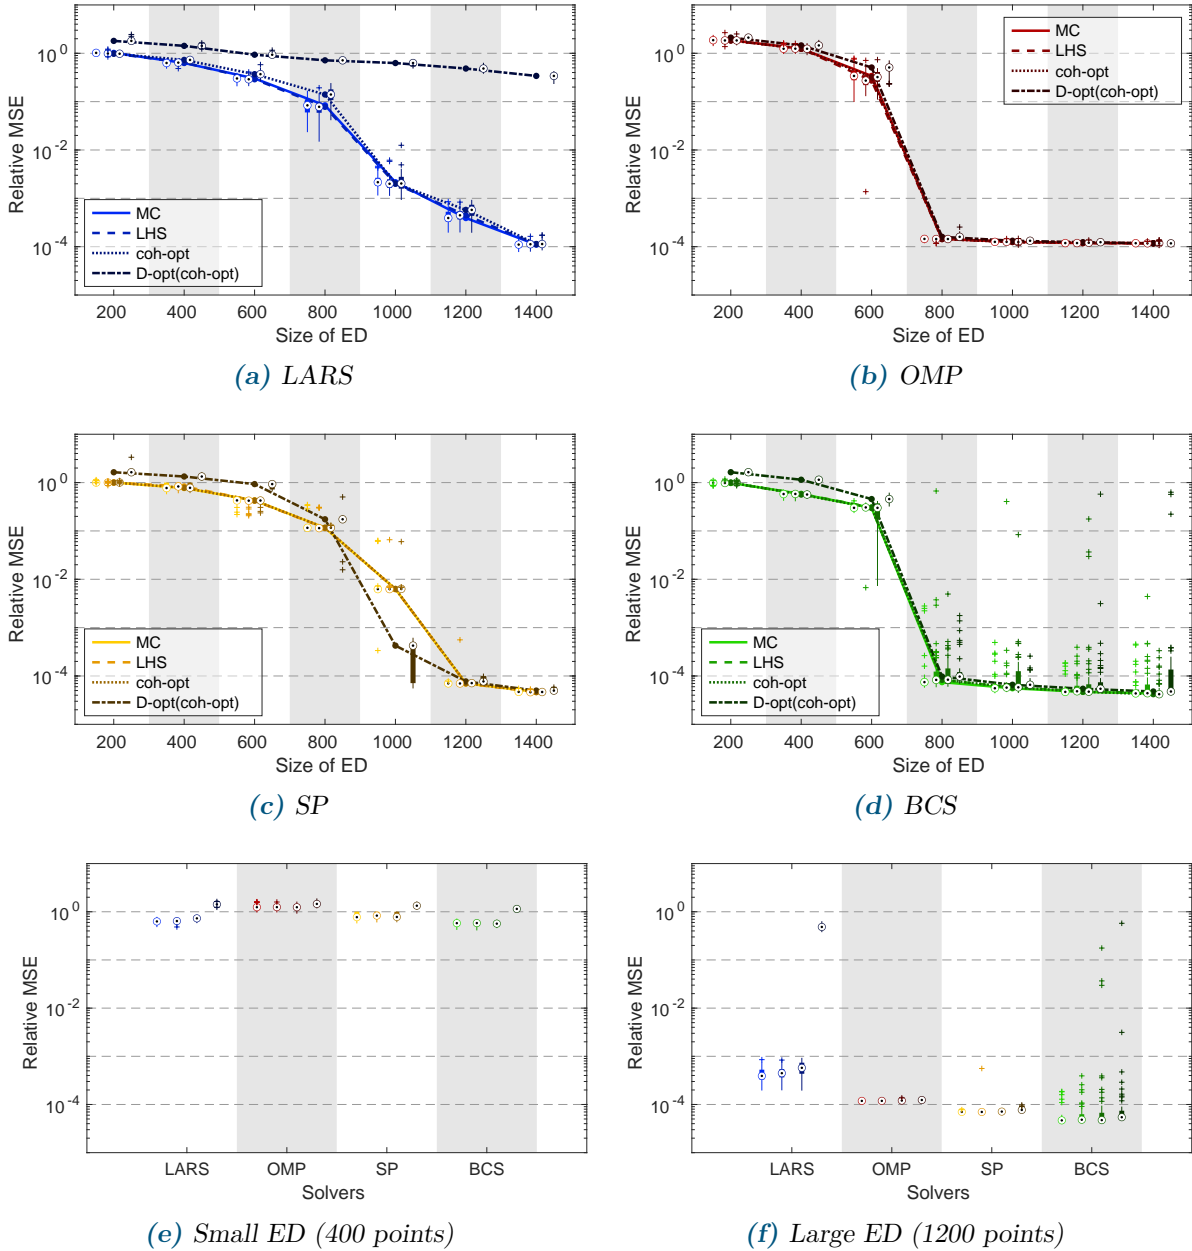 10^0
10^-2
10^-4
Relative MSE
MC
LHS
coh-opt
D-opt(coh-opt)
200 400 600 800 1000 1200 1400
Size of ED
(a) LARS
10^0
10^-2
10^-4
Relative MSE
MC
LHS
coh-opt
D-opt(coh-opt)
200 400 600 800 1000 1200 1400
Size of ED
(b) OMP
10^0
10^-2
10^-4
Relative MSE
MC
LHS
coh-opt
D-opt(coh-opt)
200 400 600 800 1000 1200 1400
Size of ED
(c) SP
10^0
10^-2
10^-4
Relative MSE
MC
LHS
coh-opt
D-opt(coh-opt)
200 400 600 800 1000 1200 1400
Size of ED
(d) BCS
10^0
10^-2
10^-4
Relative MSE
LARS OMP SP BCS
Solvers
(e) Small ED (400 points)
10^0
10^-2
10^-4
Relative MSE
LARS OMP SP BCS
Solvers
(f) Large ED (1200 points)